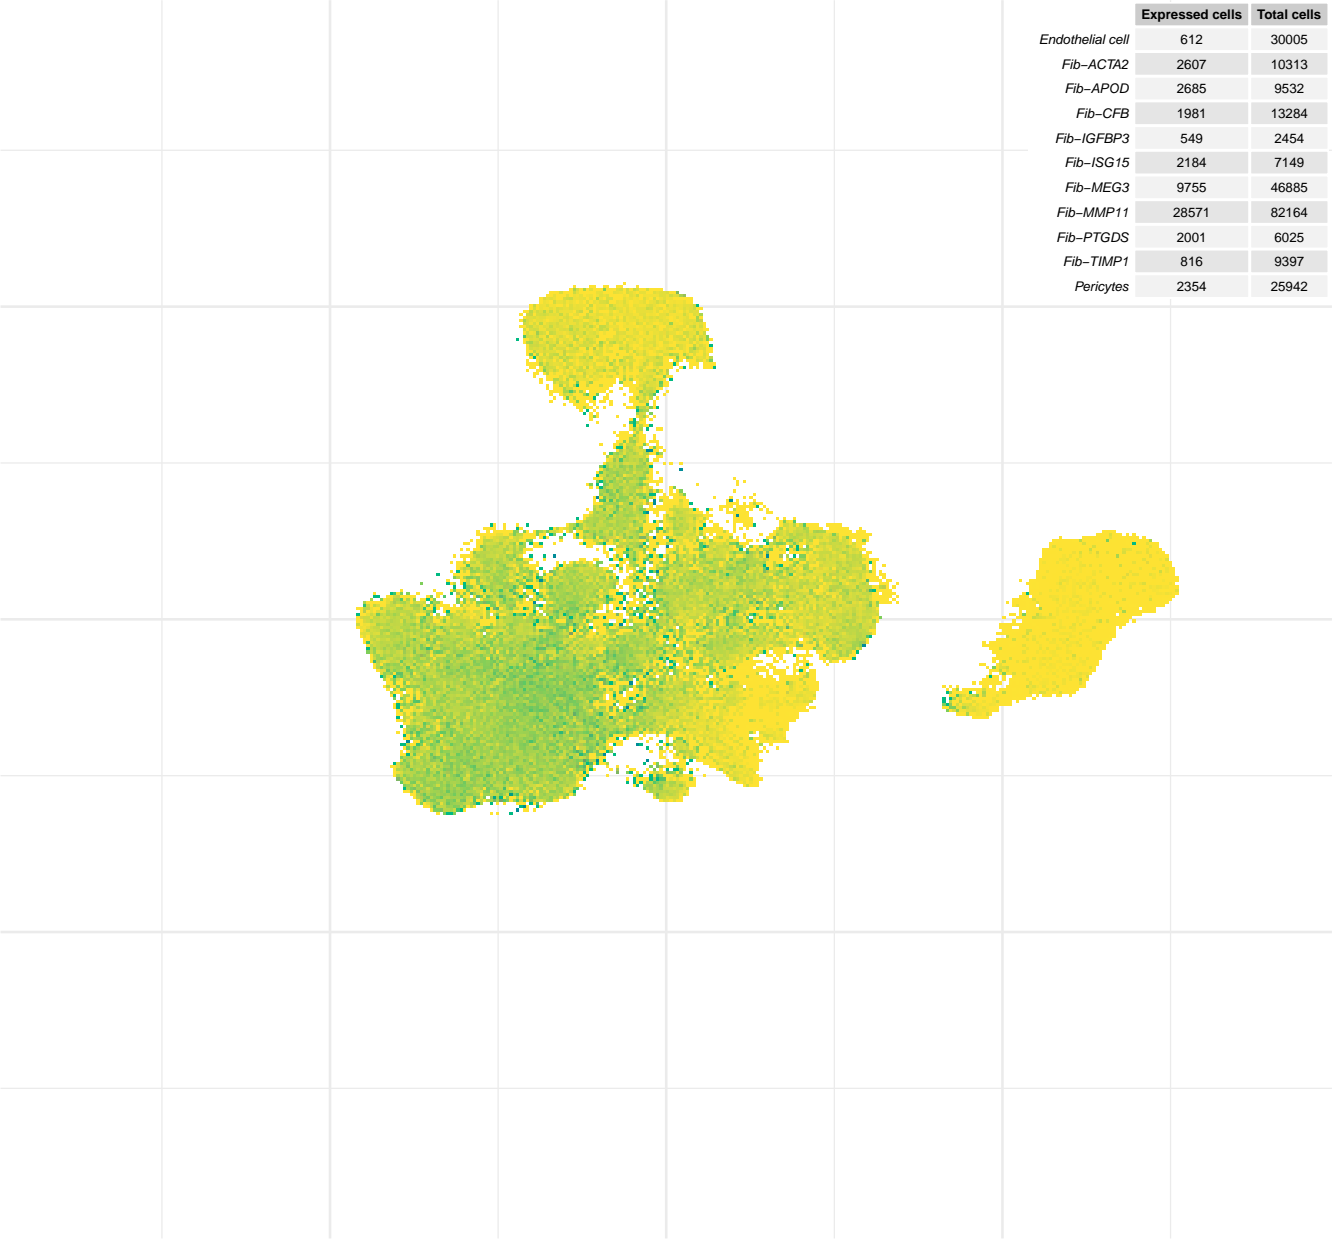 Expressed cells Total cells
Endothelial cell 612 30005
Fib−ACTA2 2607 10313
Fib−APOD 2685 9532
Fib−CFB 1981 13284
Fib−IGFBP3 549 2454
Fib−ISG15 2184 7149
Fib−MEG3 9755 46885
Fib−MMP11 28571 82164
Fib−PTGDS 2001 6025
Fib−TIMP1 816 9397
Pericytes 2354 25942